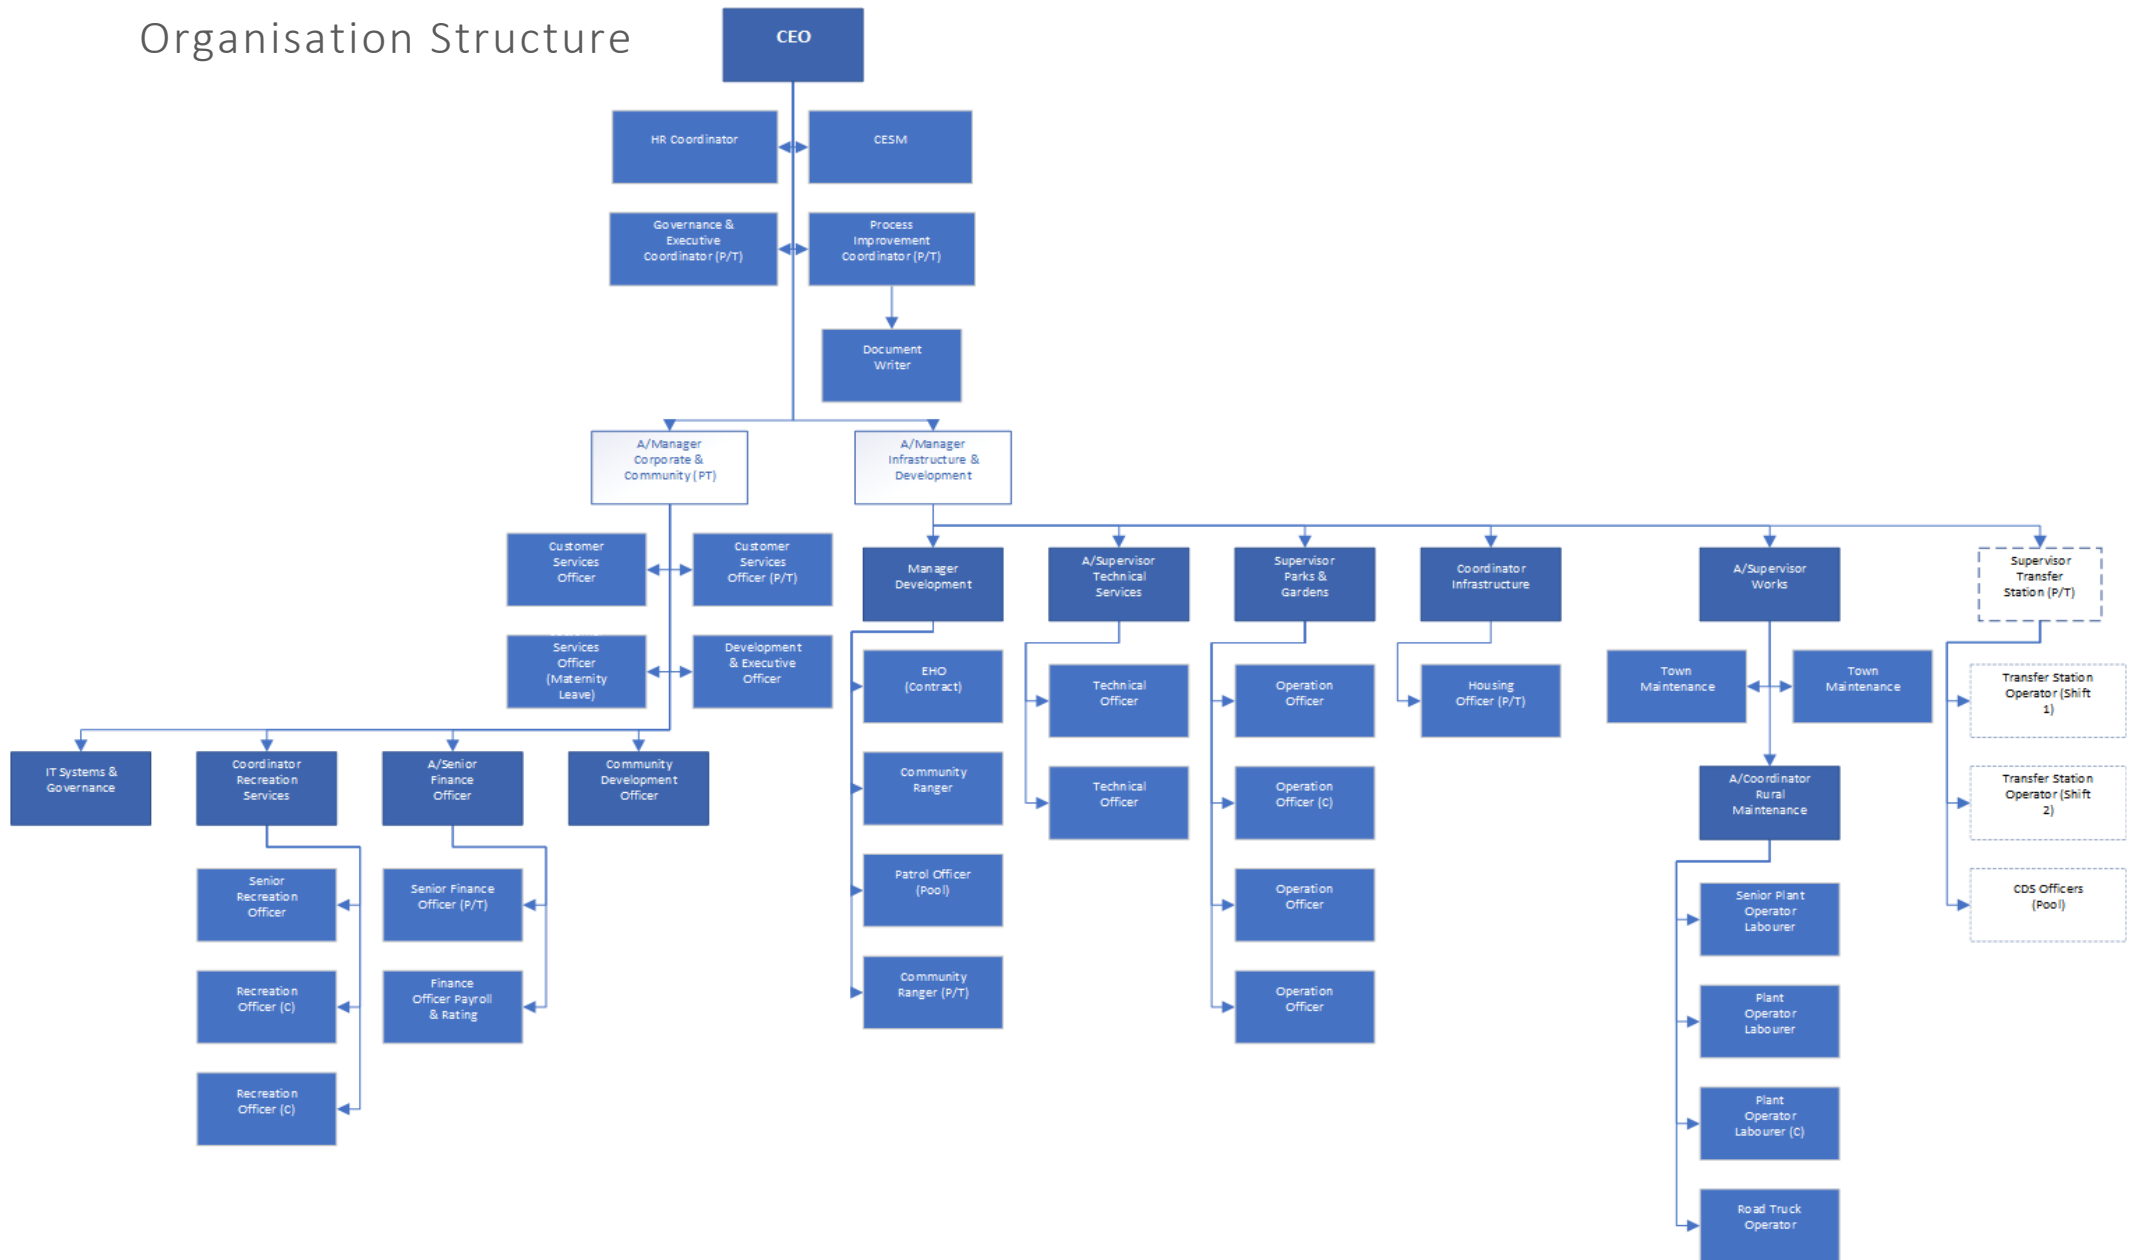 Organisation Structure
CEO
HR Coordinator
CESM
Governance &
Executive
Coordinator (P/T)
Process
Improvement
Coordinator (P/T)
Document
Writer
A/Manager
Corporate &
Community (PT)
A/Manager
Infrastructure &
Development
Customer
Services
Officer
Customer
Services
Officer (P/T)
Services
Officer
(Maternity
Leave)
Development
& Executive
Officer
IT Systems &
Governance
Coordinator
Recreation
Services
A/Senior
Finance
Officer
Community
Development
Officer
Senior
Recreation
Officer
Recreation
Officer (C)
Recreation
Officer (C)
Senior Finance
Officer (P/T)
Finance
Officer Payroll
& Rating
Manager
Development
EHO
(Contract)
Community
Ranger
Patrol Officer
(Pool)
Community
Ranger (P/T)
A/Supervisor
Technical
Services
Technical
Officer
Technical
Officer
Supervisor
Parks &
Gardens
Operation
Officer
Operation
Officer (C)
Operation
Officer
Operation
Officer
Coordinator
Infrastructure
Housing
Officer (P/T)
A/Supervisor
Works
Town
Maintenance
Town
Maintenance
A/Coordinator
Rural
Maintenance
Senior Plant
Operator
Labourer
Plant
Operator
Labourer
Plant
Operator
Labourer (C)
Road Truck
Operator
Supervisor
Transfer
Station (P/T)
Transfer Station
Operator (Shift
1)
Transfer Station
Operator (Shift
2)
CDS Officers
(Pool)